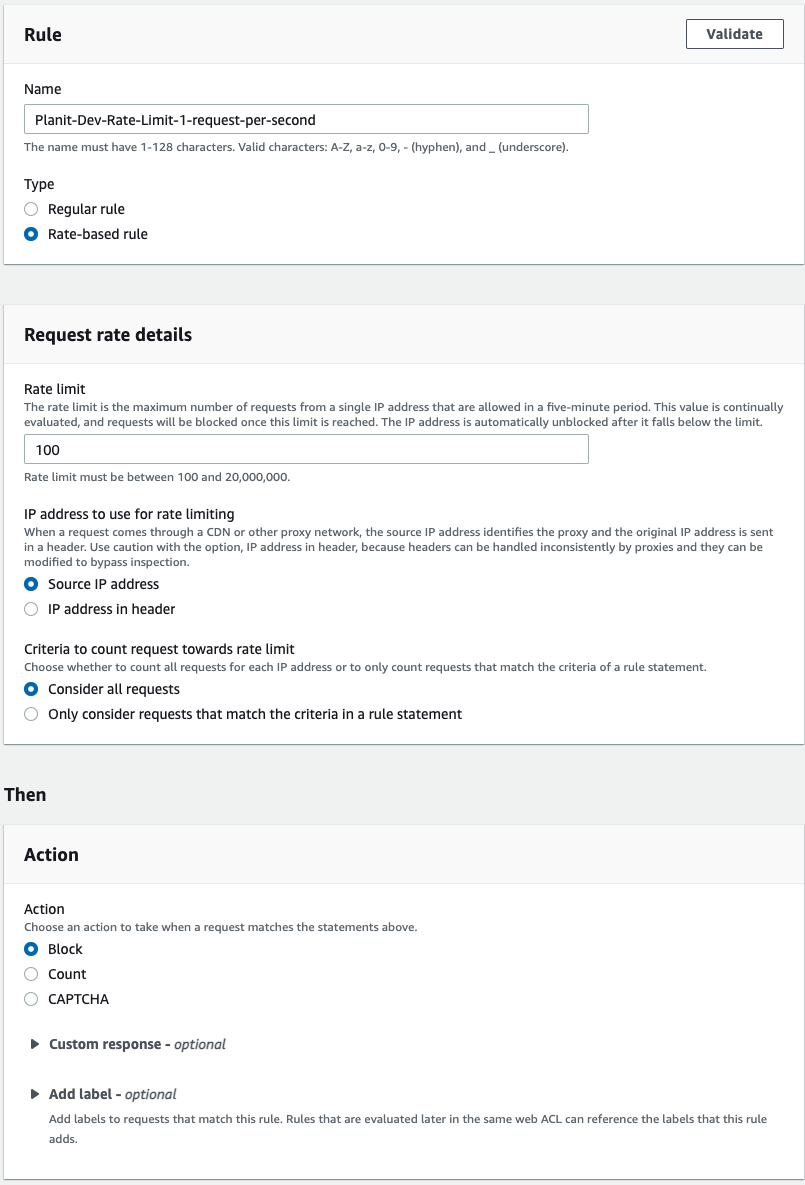 Rule
Validate
Name
Planit-Dev-Rate-Limit-1-request-per-second
The name must have 1-128 characters. Valid characters: A-Z, a-z, 0-9, - (hyphen), and _ (underscore).
Type
Regular rule
Rate-based rule
Request rate details
Rate limit
The rate limit is the maximum number of requests from a single IP address that are allowed in a five-minute period. This value is continually
evaluated, and requests will be blocked once this limit is reached. The IP address is automatically unblocked after it falls below the limit.
100
Rate limit must be between 100 and 20,000,000.
IP address to use for rate limiting
When a request comes through a CDN or other proxy network, the source IP address identifies the proxy and the original IP address is sent
in a header. Use caution with the option, IP address in header, because headers can be handled inconsistently by proxies and they can be
modified to bypass inspection.
Source IP address
IP address in header
Criteria to count request towards rate limit
Choose whether to count all requests for each IP address or to only count requests that match the criteria of a rule statement.
Consider all requests
Only consider requests that match the criteria in a rule statement
Then
Action
Action
Choose an action to take when a request matches the statements above.
Block
Count
CAPTCHA
Custom response - optional
Add label - optional
Add labels to requests that match this rule. Rules that are evaluated later in the same web ACL can reference the labels that this rule
adds.